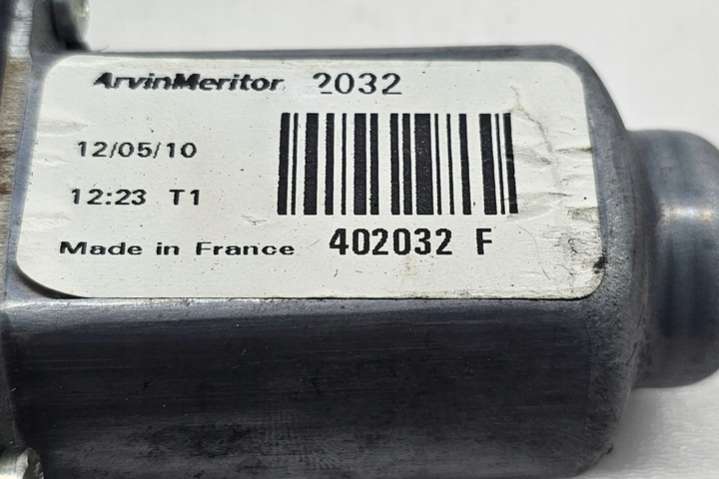 ArvinMeritor 2032
12/05/10
12:23 T1
Made in France 402032 F